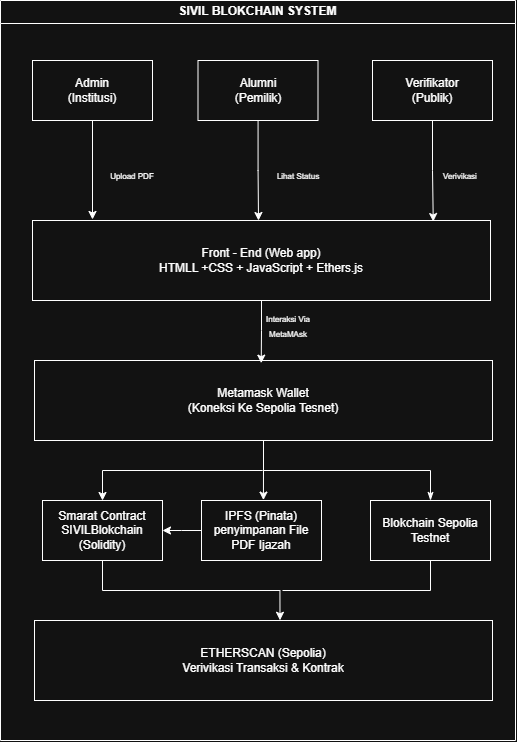 SIVIL BLOKCHAIN SYSTEM
Admin
(Institusi)
Alumni
(Pemilik)
Verifikator
(Publik)
Upload PDF
Lihat Status
Verivikasi
Front - End (Web app)
HTMLL +CSS + JavaScript + Ethers.js
Interaksi Via
MetaMAsk
Metamask Wallet
(Koneksi Ke Sepolia Tesnet)
Smarat Contract
SIVILBlokchain
(Solidity)
IPFS (Pinata)
penyimpanan File
PDF Ijazah
Blokchain Sepolia
Testnet
ETHERSCAN (Sepolia)
Verivikasi Transaksi & Kontrak